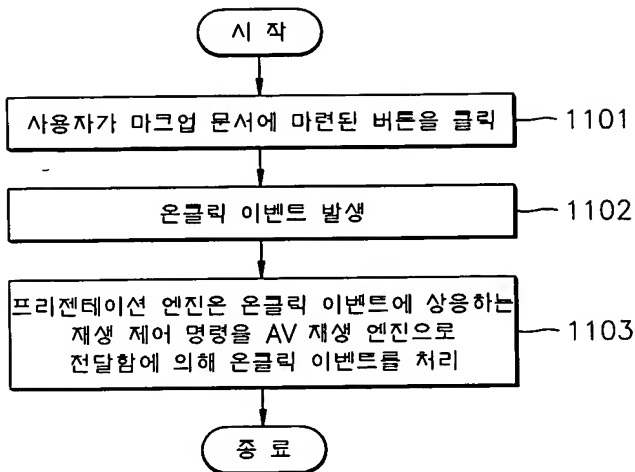 시 작
사용자가 마크업 문서에 마련된 버튼을 클릭
1101
온클릭 이벤트 발생
1102
프리젠테이션 엔진은 온클릭 이벤트에 상응하는
재생 제어 명령을 AV 재생 엔진으로
전달함에 의해 온클릭 이벤트를 처리
1103
종 료